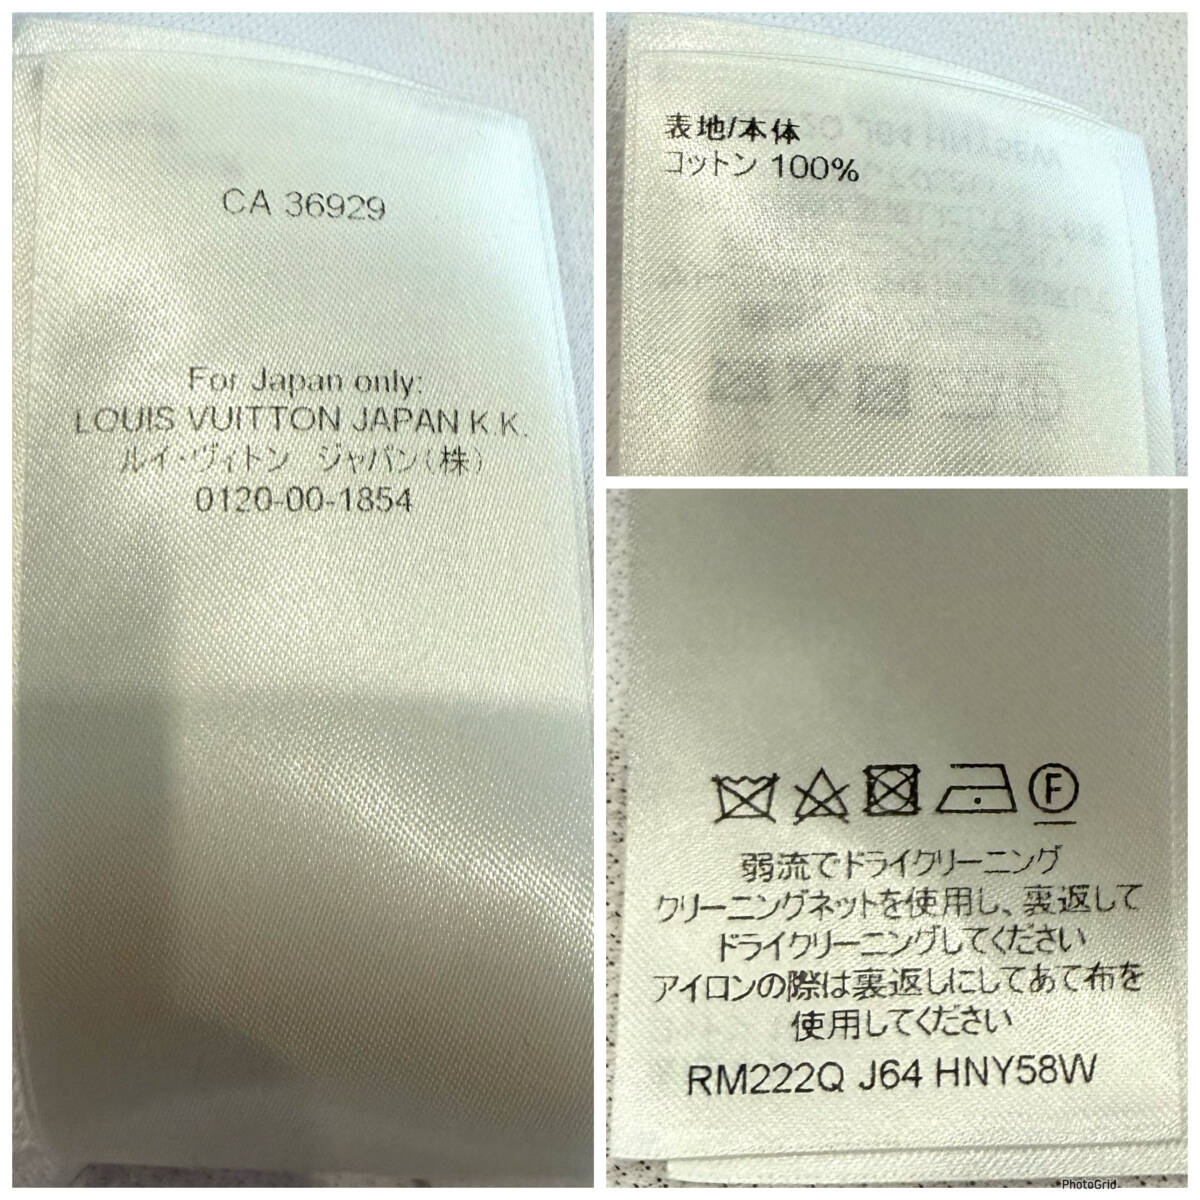 CA 36929
For Japan only:
LOUIS VUITTON JAPAN K.K.
ルイ・ヴィトン ジャパン(株)
0120-00-1854
表地/本体
コットン 100%
F
弱流でドライクリーニング
クリーニングネットを使用し、裏返して
ドライクリーニングしてください
アイロンの際は裏返しにしてあて布を
使用してください
RM222Q J64 HNY58W
PhotoGrid